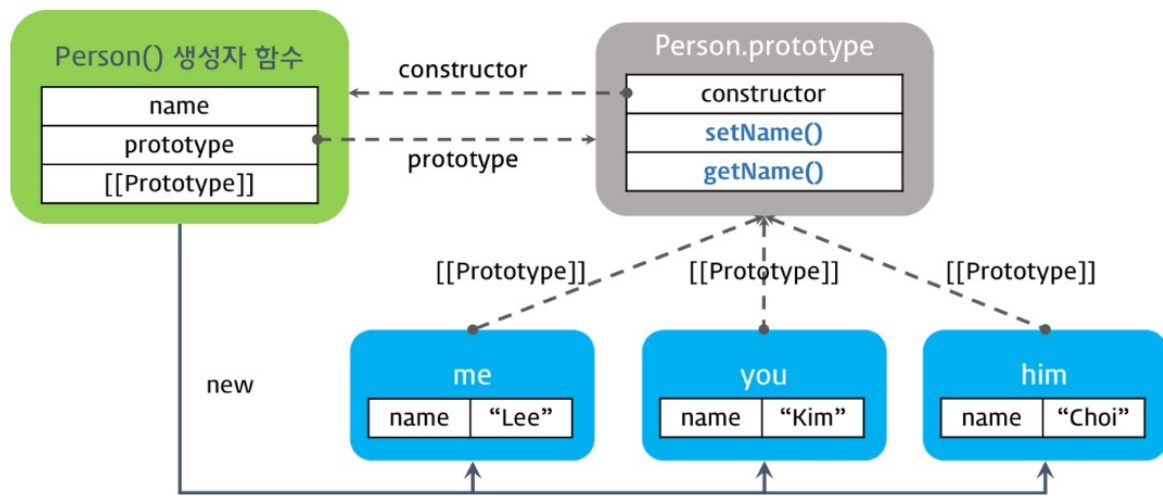 Person() 생성자 함수
name
prototype
[[Prototype]]
constructor
prototype
Person.prototype
constructor
setName()
getName()
[[Prototype]]
[[Prototype]]
[[Prototype]]
new
me
name “Lee”
you
name “Kim”
him
name “Choi”